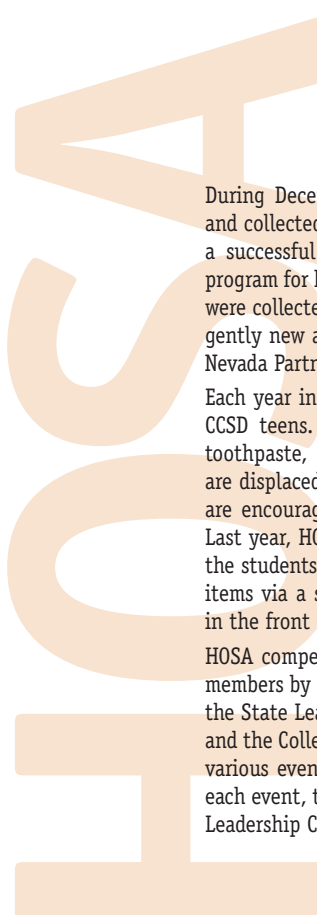 HOSA
During Dece
and collected
a successful
program for
were collecte
gently new a
Nevada Partn
Each year in
CCSD teens.
toothpaste,
are displaced
are encourag
Last year, HO
the students
items via a s
in the front
HOSA compe
members by
the State Lea
and the Colle
various even
each event, t
Leadership C